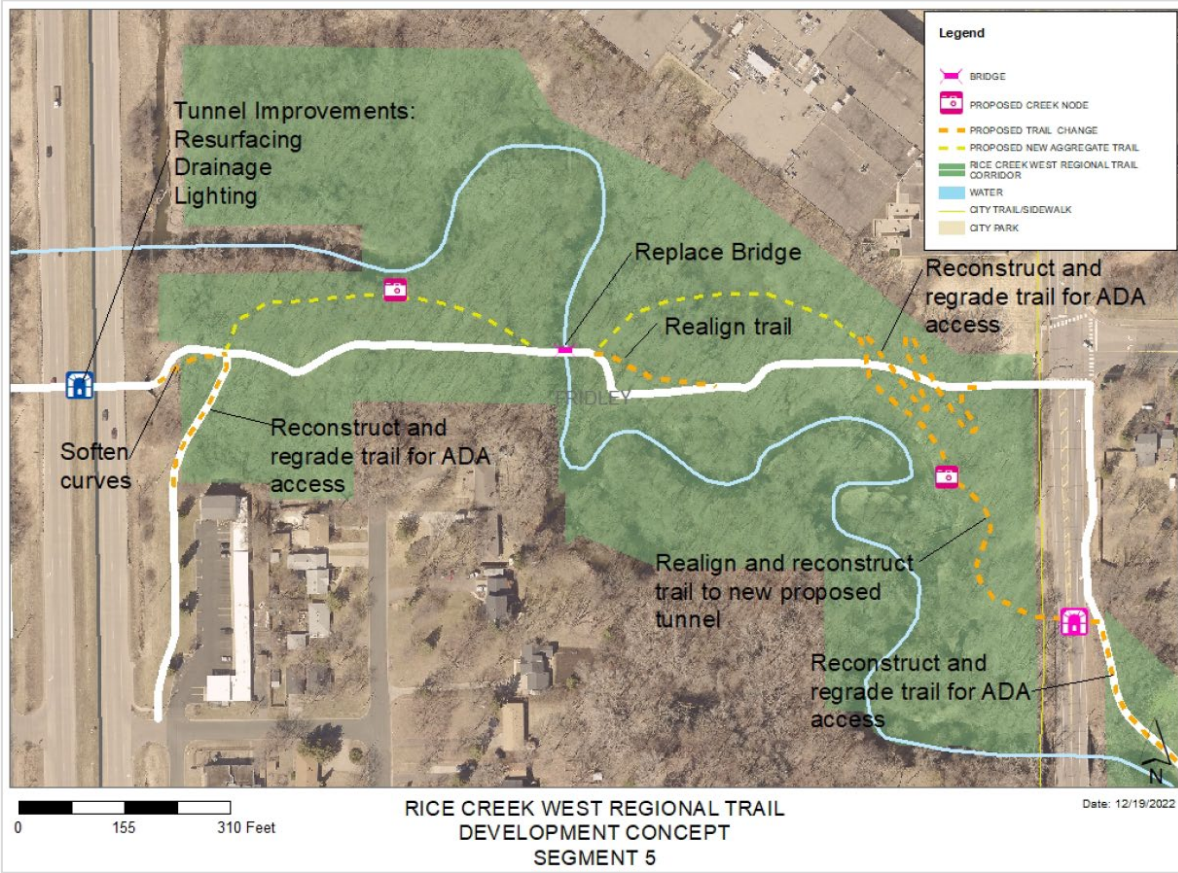 Legend
BRIDGE
PROPOSED CREEK NODE
PROPOSED TRAIL CHANGE
PROPOSED NEW AGGREGATE TRAIL
RICE CREEK WEST REGIONAL TRAIL
CORRIDOR
WATER
CITY TRAIL/SIDEWALK
CITY PARK
Tunnel Improvements:
Resurfacing
Drainage
Lighting
Replace Bridge
Reconstruct and
regrade trail for ADA
access
Realign trail
FRIDLEY
Soften
curves
Reconstruct and
regrade trail for ADA
access
Realign and reconstruct
trail to new proposed
tunnel
Reconstruct and
regrade trail for ADA
access
N
0 155 310 Feet
RICE CREEK WEST REGIONAL TRAIL
DEVELOPMENT CONCEPT
SEGMENT 5
Date: 12/19/2022